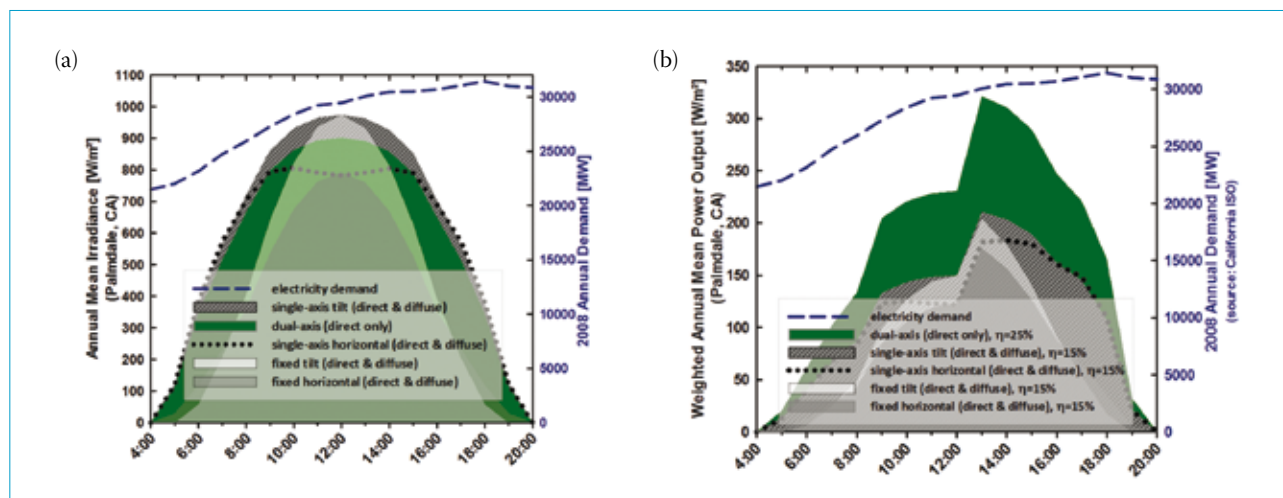 (a)
1100
1000
900
800
700
600
500
400
300
200
100
0
Annual Mean Irradiance [W/m²]
(Palmdale, CA)
electricity demand
single-axis tilt (direct & diffuse)
dual-axis (direct only)
single-axis horizontal (direct & diffuse)
fixed tilt (direct & diffuse)
fixed horizontal (direct & diffuse)
30000
25000
20000
15000
10000
5000
0
2008 Annual Demand [MW]
4:00
6:00
8:00
10:00
12:00
14:00
16:00
18:00
20:00
(b)
350
300
250
200
150
100
50
0
Weighted Annual Mean Power Output [W/m²]
(Palmdale, CA)
electricity demand
dual-axis (direct only), η=25%
single-axis tilt (direct & diffuse), η=15%
single-axis horizontal (direct & diffuse), η=15%
fixed tilt (direct & diffuse), η=15%
fixed horizontal (direct & diffuse), η=15%
30000
25000
20000
15000
10000
5000
0
2008 Annual Demand [MW]
(source: California ISO)
4:00
6:00
8:00
10:00
12:00
14:00
16:00
18:00
20:00